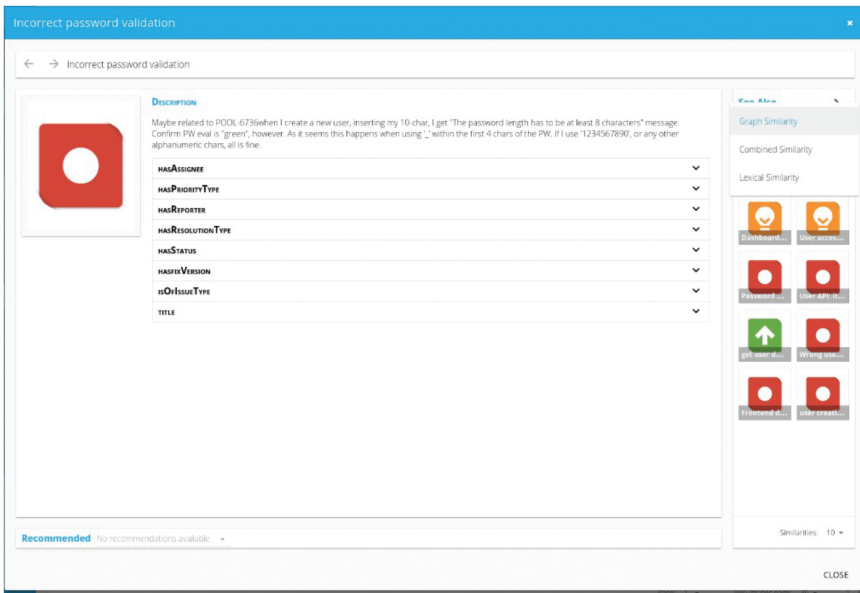 Incorrect password validation
Incorrect password validation
DESCRIPTION
Maybe related to POOL-6736when I create a new user, inserting my 10-char, I get "The password length has to be at least 8 characters" message.
Confirm PW eval is "green", however. As it seems this happens when using '_' within the first 4 chars of the PW. If I use '1234567890', or any other
alphanumeric chars, all is fine.
HASASSIGNEE
HASPRIORITYTYPE
HASREPORTER
HASRESOLUTIONTYPE
HASSTATUS
HASFIXVERSION
ISOFISSUETYPE
TITLE
See Also
Graph Similarity
Combined Similarity
Lexical Similarity
Dashboard... User acces...
Password ... User API: it...
get user d... Wrong use...
Frontend d... user creati...
Similarities: 10
Recommended No recommendations available
CLOSE